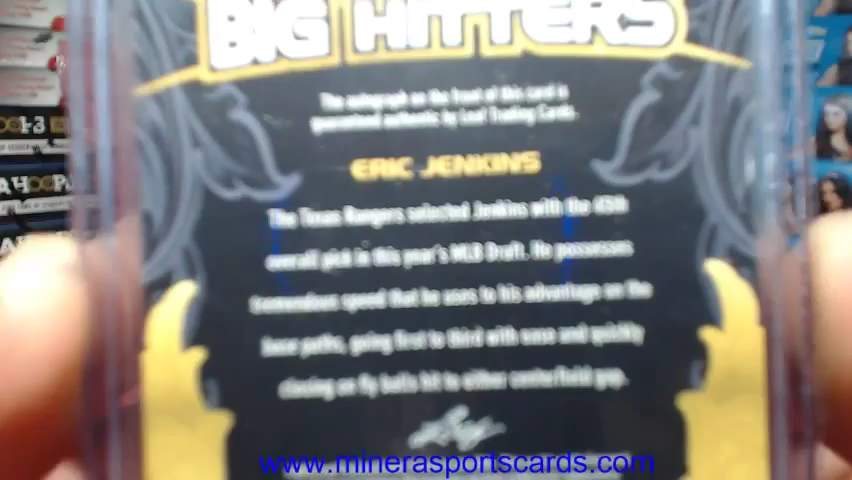 BIG HITTERS
The autograph on the front of this card is
guaranteed authentic by Leaf Trading Cards.
ERIC JENKINS
The Texas Rangers selected Jenkins with the 45th
overall pick in this year's MLB Draft. He possesses
tremendous speed that he uses to his advantage on the
base paths, going first to third with ease and quickly
closing on fly balls hit to either centerfield gap.
Leaf
www.minerasportscards.com